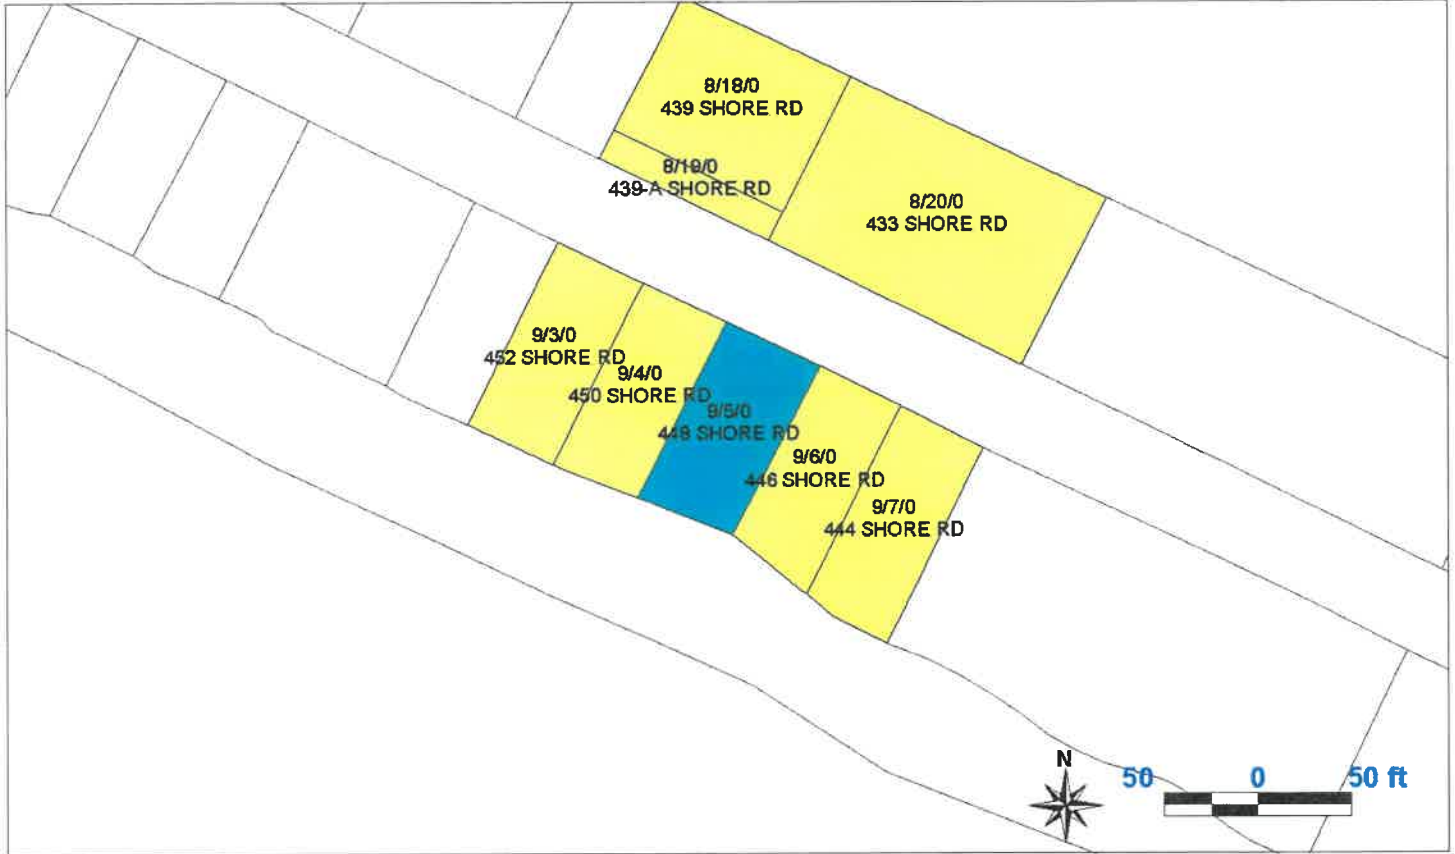 8/18/0
439 SHORE RD
8/19/0
439-A SHORE RD
8/20/0
433 SHORE RD
9/3/0
452 SHORE RD
9/4/0
450 SHORE RD
9/5/0
448 SHORE RD
9/6/0
446 SHORE RD
9/7/0
444 SHORE RD
N
50 0 50 ft